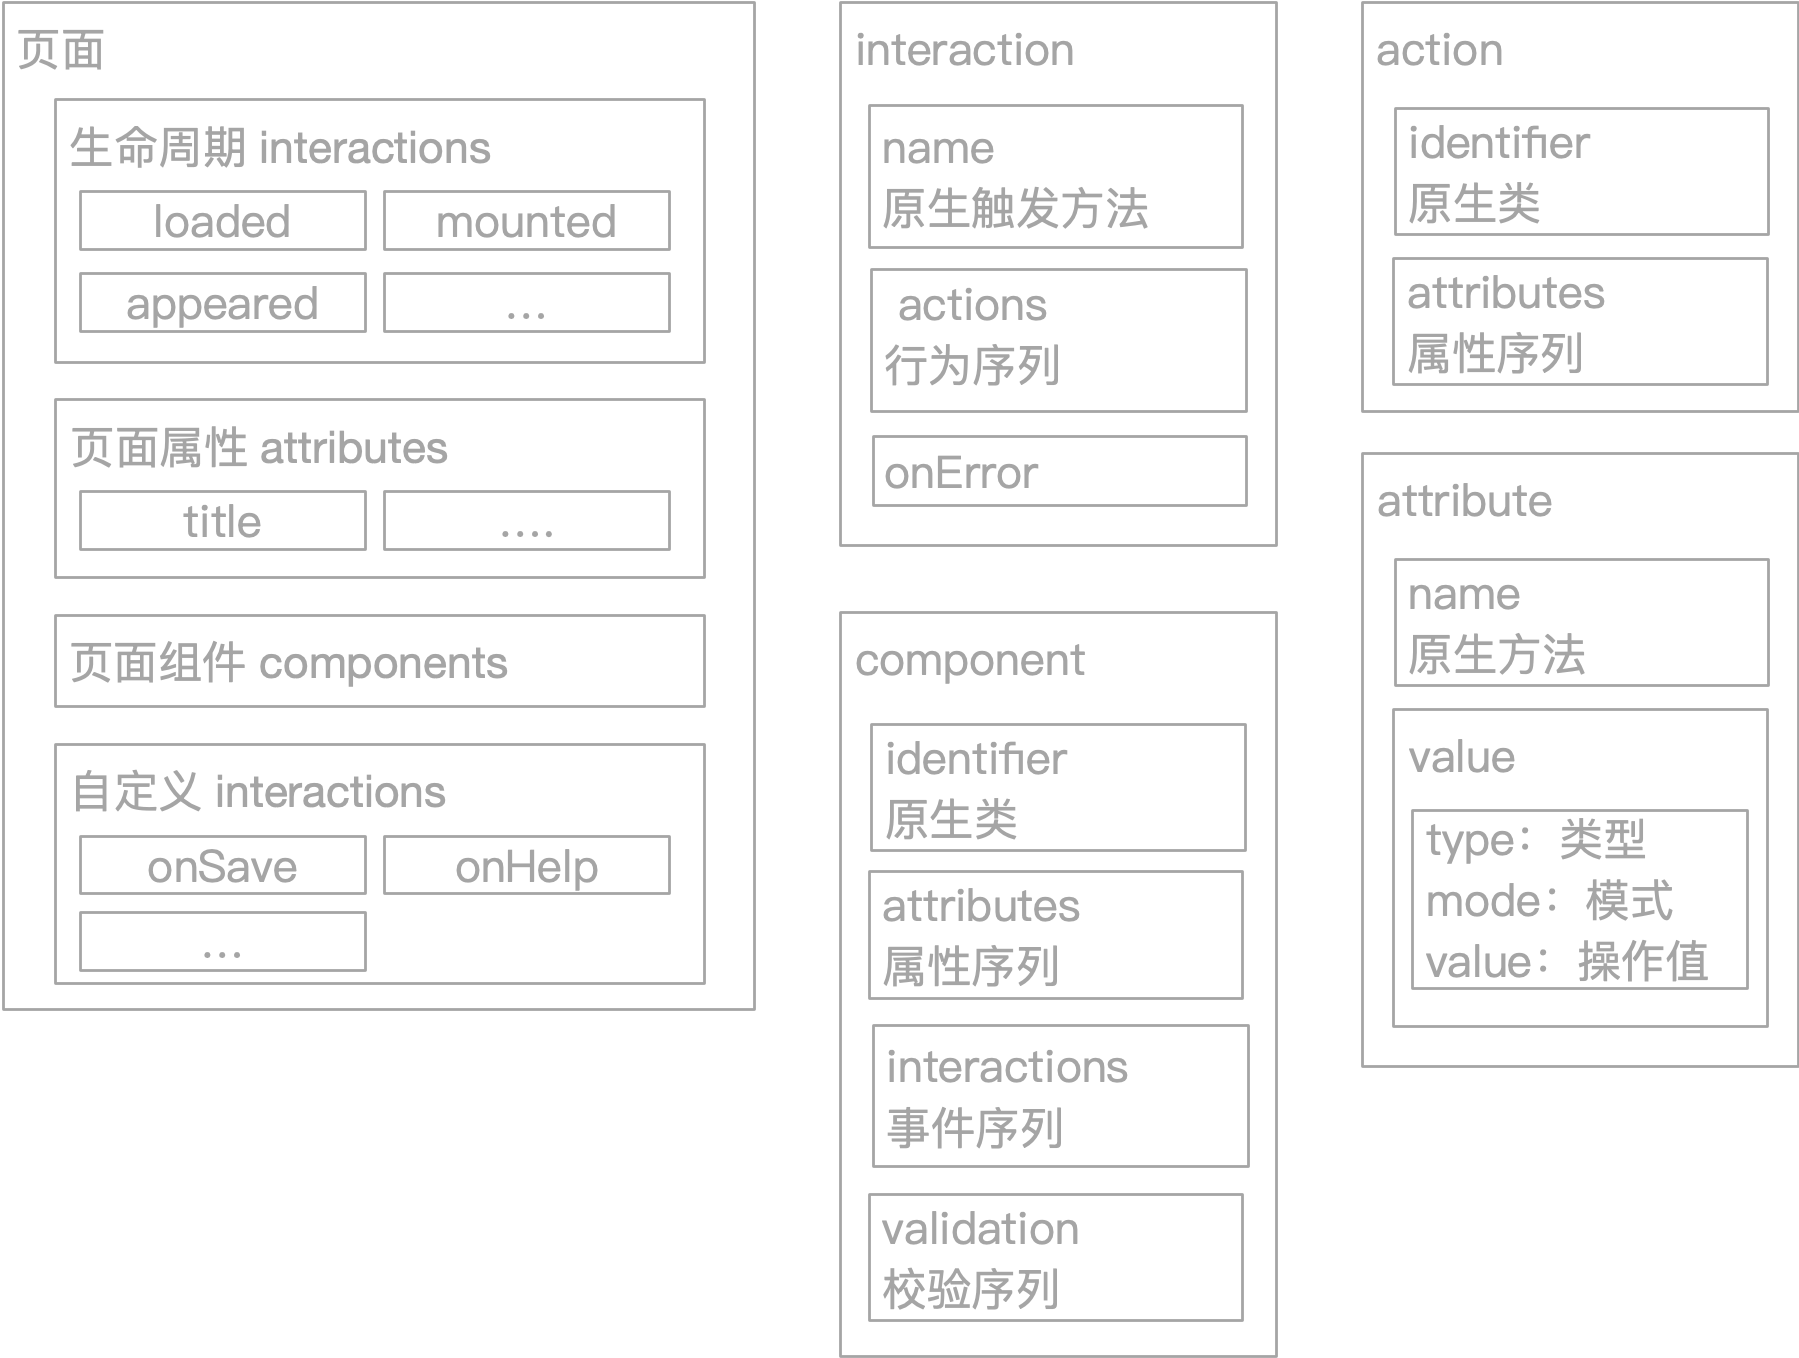 页面
生命周期 interactions
loaded
mounted
appeared
...
页面属性 attributes
title
....
页面组件 components
自定义 interactions
onSave
onHelp
...
interaction
name
原生触发方法
actions
行为序列
onError
component
identifier
原生类
attributes
属性序列
interactions
事件序列
validation
校验序列
action
identifier
原生类
attributes
属性序列
attribute
name
原生方法
value
type：类型
mode：模式
value：操作值